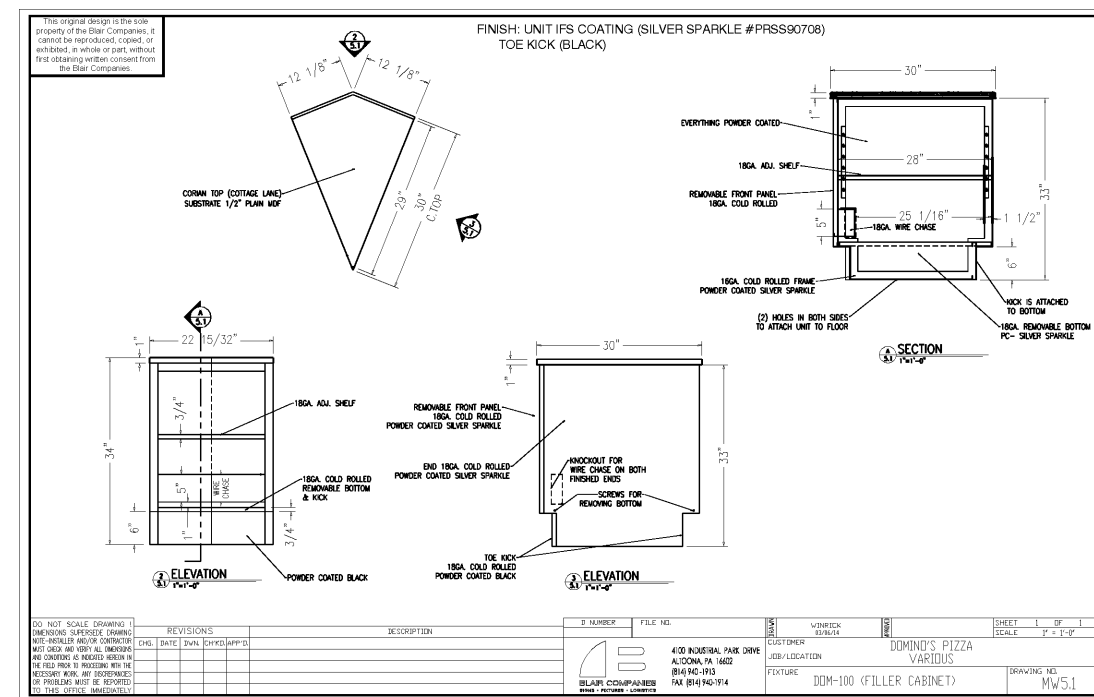 This original design is the sole
property of the Blair Companies, it
cannot be reproduced, copied, or
exhibited, in whole or part, without
first obtaining written consent from
the Blair Companies.
FINISH: UNIT IFS COATING (SILVER SPARKLE #PRSS90708)
TOE KICK (BLACK)
2
5.1
12 1/8"
12 1/8"
CORIAN TOP (COTTAGE LANE)
SUBSTRATE 1/2" PLAIN MDF
29"
30"
C.TOP
3
5.1
30"
1"
EVERYTHING POWDER COATED
18GA. ADJ. SHELF
28"
REMOVABLE FRONT PANEL
18GA. COLD ROLLED
33"
5"
25 1/16"
1 1/2"
18GA. WIRE CHASE
6"
16GA. COLD ROLLED FRAME
POWDER COATED SILVER SPARKLE
KICK IS ATTACHED
TO BOTTOM
(2) HOLES IN BOTH SIDES
TO ATTACH UNIT TO FLOOR
18GA. REMOVABLE BOTTOM
PC- SILVER SPARKLE
A
5.1
SECTION
1"=1'-0"
A
5.1
22 15/32"
1"
18GA. ADJ. SHELF
3/4"
34"
5"
WIRE
CHASE
18GA. COLD ROLLED
REMOVABLE BOTTOM
& KICK
6"
1"
3/4"
POWDER COATED BLACK
2
5.1
ELEVATION
1"=1'-0"
30"
1"
REMOVABLE FRONT PANEL
18GA. COLD ROLLED
POWDER COATED SILVER SPARKLE
END 18GA. COLD ROLLED
POWDER COATED SILVER SPARKLE
KNOCKOUT FOR
WIRE CHASE ON BOTH
FINISHED ENDS
SCREWS FOR
REMOVING BOTTOM
33"
TOE KICK
18GA. COLD ROLLED
POWDER COATED BLACK
3
5.1
ELEVATION
1"=1'-0"
DO NOT SCALE DRAWING !
DIMENSIONS SUPERSEDE DRAWING
NOTE-INSTALLER AND/OR CONTRACTOR
MUST CHECK AND VERIFY ALL DIMENSIONS
AND CONDITIONS AS INDICATED HEREON IN
THE FIELD PRIOR TO PROCEEDING WITH THE
NECESSARY WORK. ANY DISCREPANCIES
OR PROBLEMS MUST BE REPORTED
TO THIS OFFICE IMMEDIATELY
REVISIONS
CHG. DATE DWN. CH'KD. APP'D.
DESCRIPTION
D NUMBER
FILE NO.
BLAIR COMPANIES
SIGNS • FIXTURES • LOGISTICS
4100 INDUSTRIAL PARK DRIVE
ALTOONA, PA 16602
(814) 940-1913
FAX (814) 940-1914
DRAWN
WINRICK
03/06/14
APPROVED
SHEET 1 OF 1
SCALE 1" = 1'-0"
CUSTOMER
DOMINO'S PIZZA
JOB/LOCATION
VARIOUS
FIXTURE
DOM-100 (FILLER CABINET)
DRAWING NO.
MW5.1